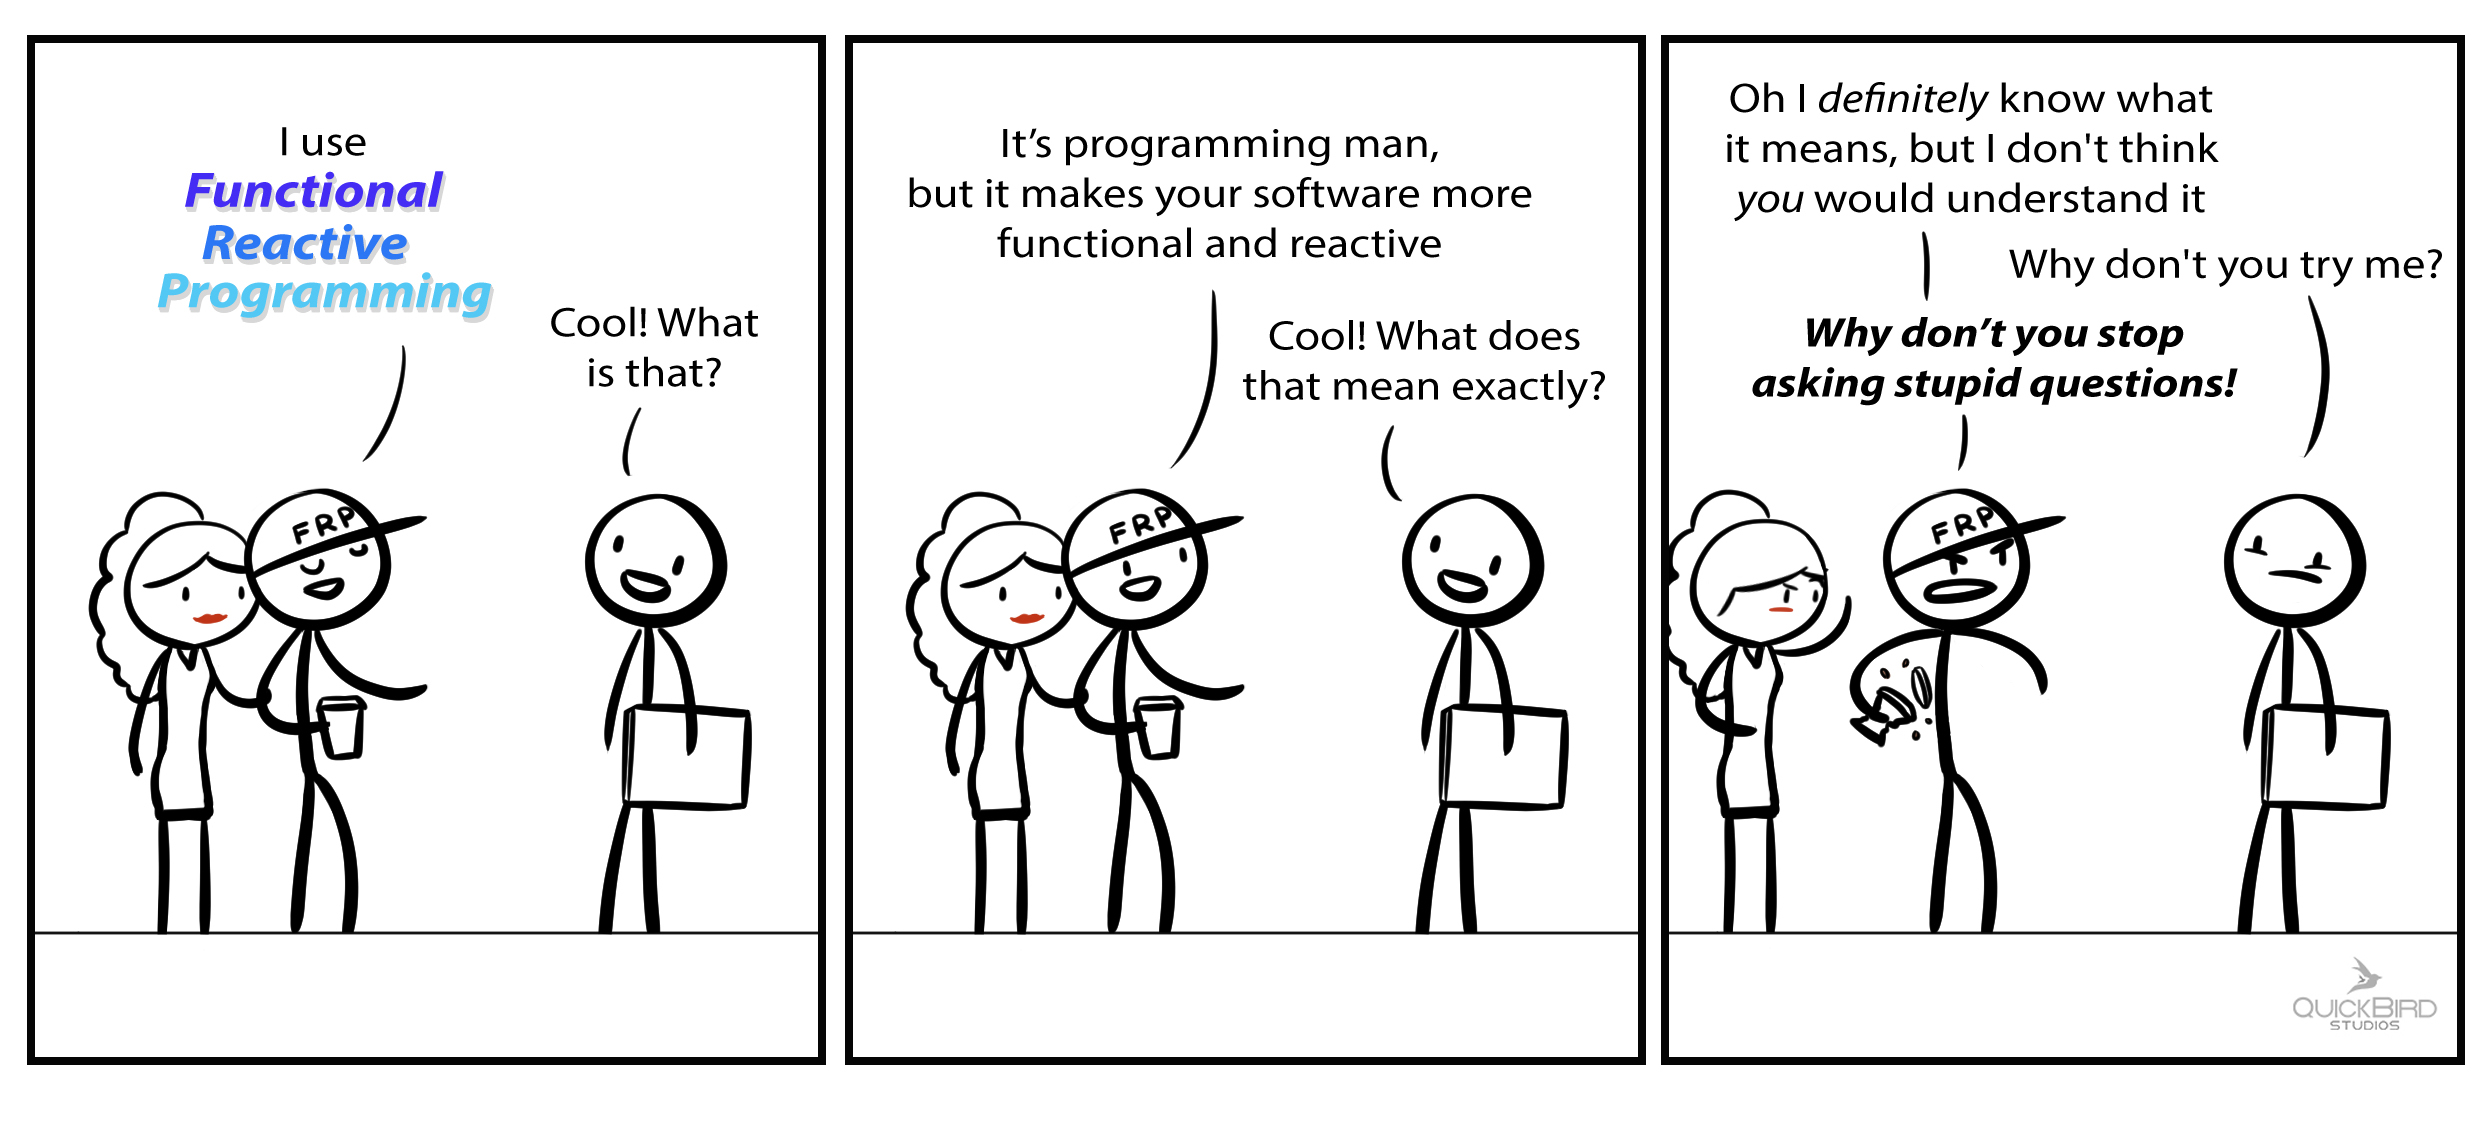 I use
Functional
Reactive
Programming
Cool! What
is that?
FRP
It’s programming man,
but it makes your software more
functional and reactive
Cool! What does
that mean exactly?
FRP
Oh I definitely know what
it means, but I don't think
you would understand it
Why don't you try me?
Why don’t you stop
asking stupid questions!
FRP
QUICKBIRD
STUDIOS